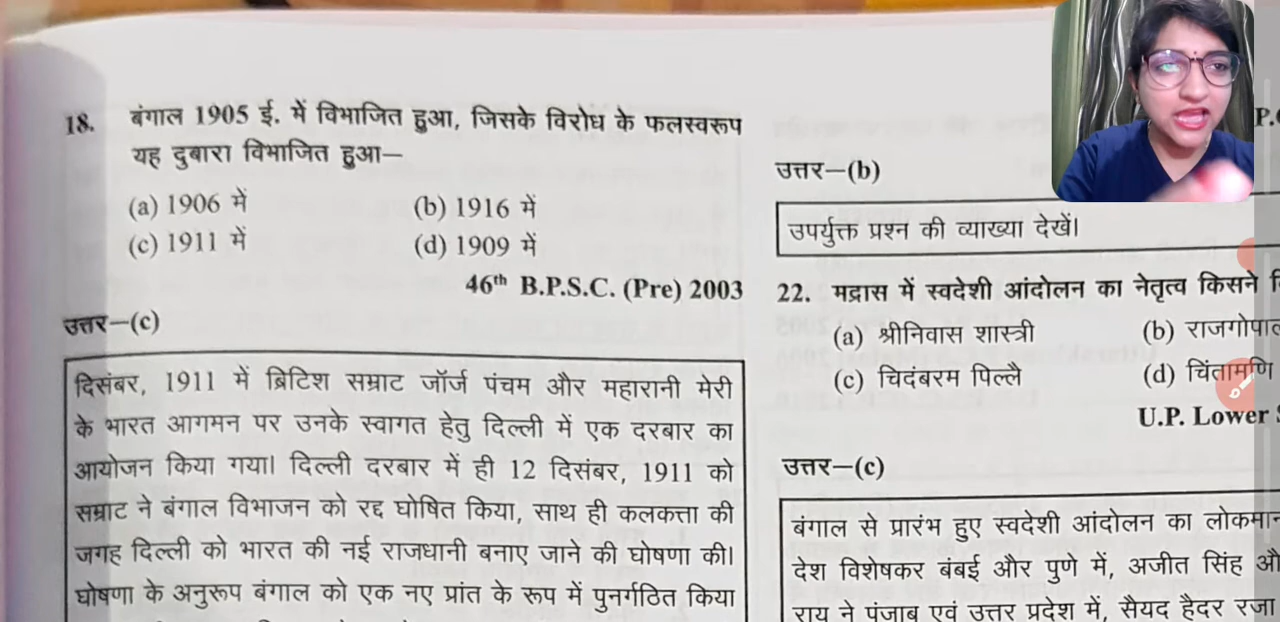 18. बंगाल 1905 ई. में विभाजित हुआ, जिसके विरोध के फलस्वरूप
यह दुबारा विभाजित हुआ—
(a) 1906 में (b) 1916 में
(c) 1911 में (d) 1909 में
46th B.P.S.C. (Pre) 2003
उत्तर—(c)
दिसंबर, 1911 में ब्रिटिश सम्राट जॉर्ज पंचम और महारानी मेरी
के भारत आगमन पर उनके स्वागत हेतु दिल्ली में एक दरबार का
आयोजन किया गया। दिल्ली दरबार में ही 12 दिसंबर, 1911 को
सम्राट ने बंगाल विभाजन को रद्द घोषित किया, साथ ही कलकत्ता की
जगह दिल्ली को भारत की नई राजधानी बनाए जाने की घोषणा की।
घोषणा के अनुरूप बंगाल को एक नए प्रांत के रूप में पुनर्गठित किया
उत्तर—(b)
उपर्युक्त प्रश्न की व्याख्या देखें।
22. मद्रास में स्वदेशी आंदोलन का नेतृत्व किसने
(a) श्रीनिवास शास्त्री (b) राजगोपाल
(c) चिदंबरम पिल्लै (d) चिंतामणि
U.P. Lower
उत्तर—(c)
बंगाल से प्रारंभ हुए स्वदेशी आंदोलन का लोकमान
देश विशेषकर बंबई और पुणे में, अजीत सिंह औ
राय ने पंजाब एवं उत्तर प्रदेश में, सैयद हैदर रजा